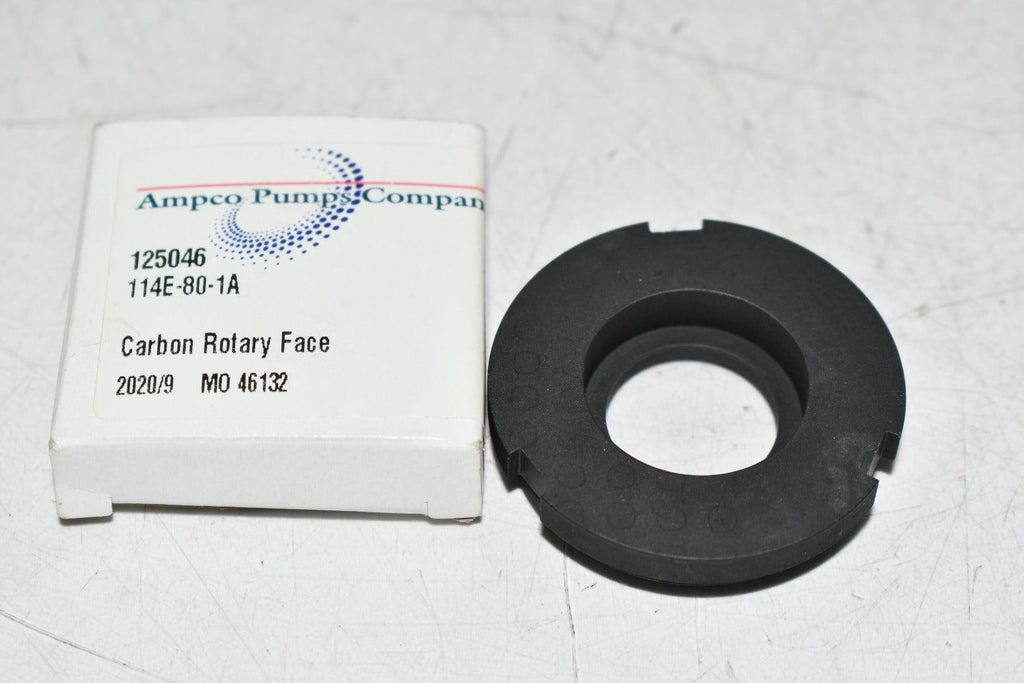 Ampco Pumps Compan
125046
114E-80-1A
Carbon Rotary Face
2020/9 MO 46132